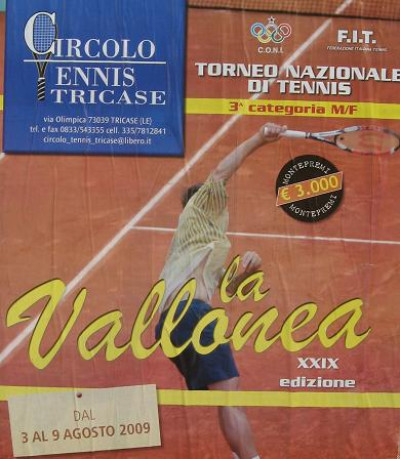 CIRCOLO
TENNIS
TRICASE
via Olimpica 73039 TRICASE (LE)
tel. e fax 0833/543355 cell. 335/7812841
circolo_tennis_tricase@libero.it
C.O.N.I.
F.I.T.
FEDERAZIONE ITALIANA TENNIS
TORNEO NAZIONALE
DI TENNIS
3ª categoria M/F
MONTEPREMI
€ 3.000
MONTEPREMI
la
Vallonea
XXIX
edizione
DAL
3 AL 9 AGOSTO 2009